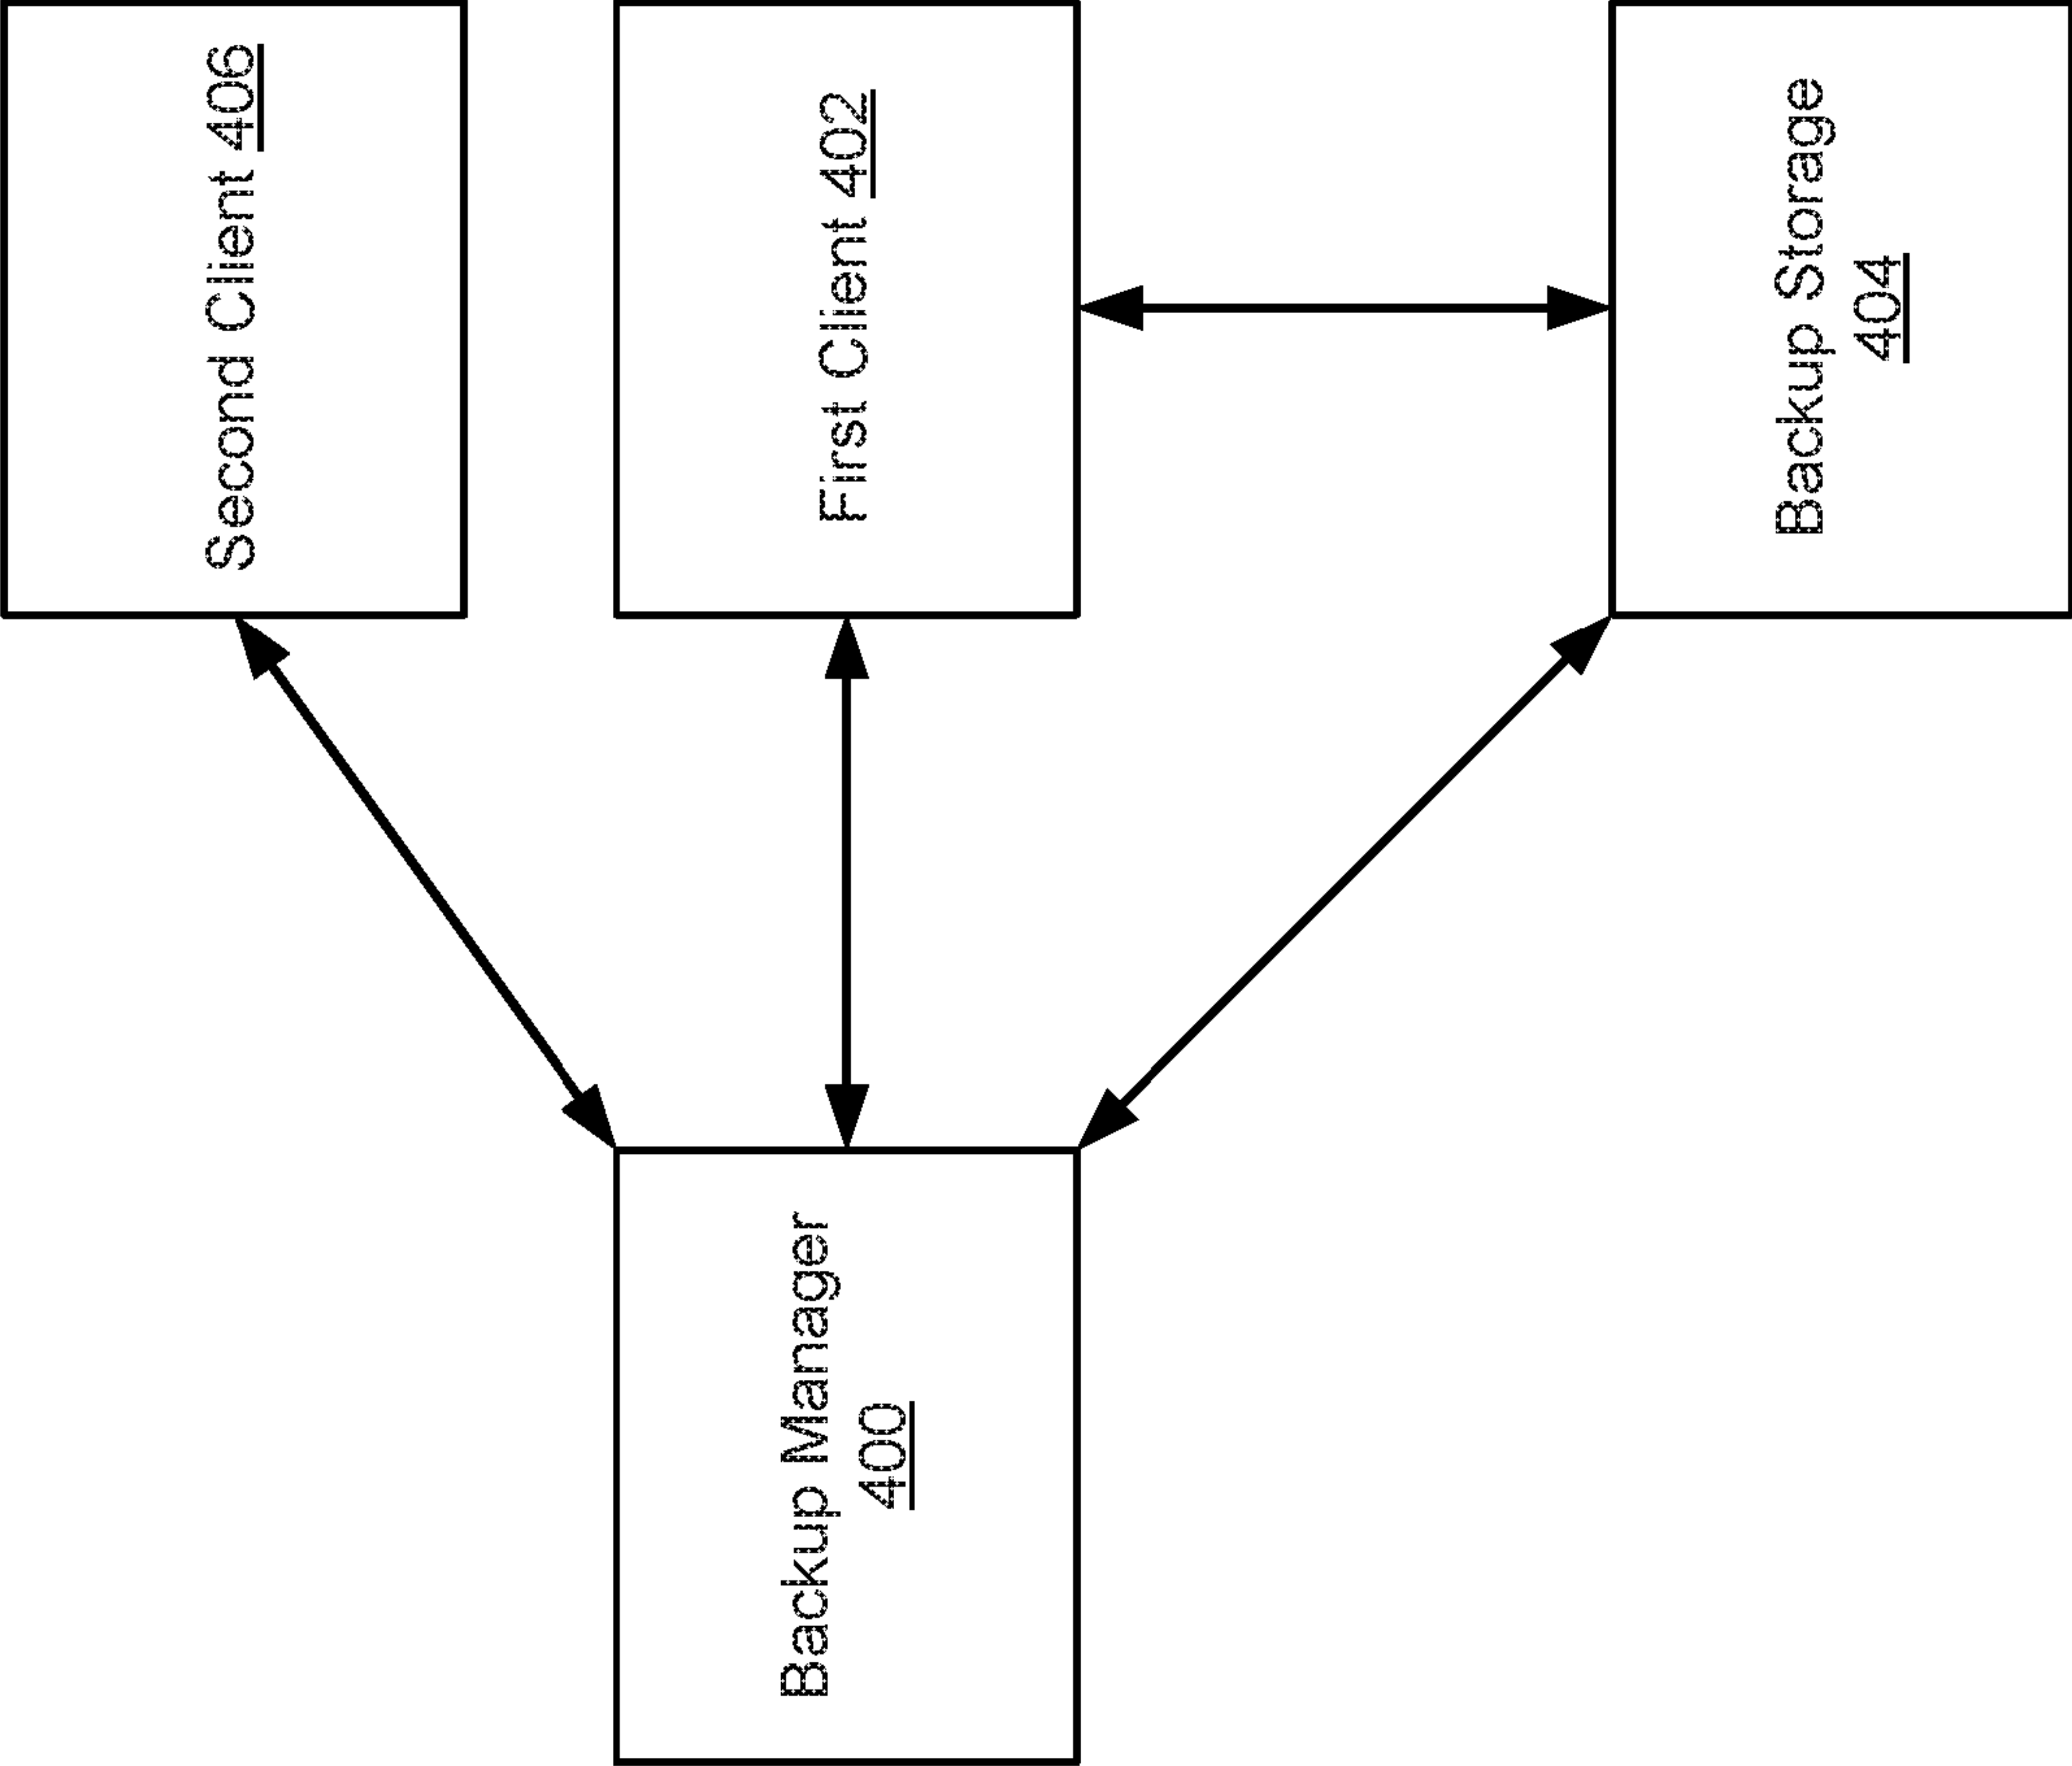 Second Client 406
First Client 402
Backup Manager
400
Backup Storage
404